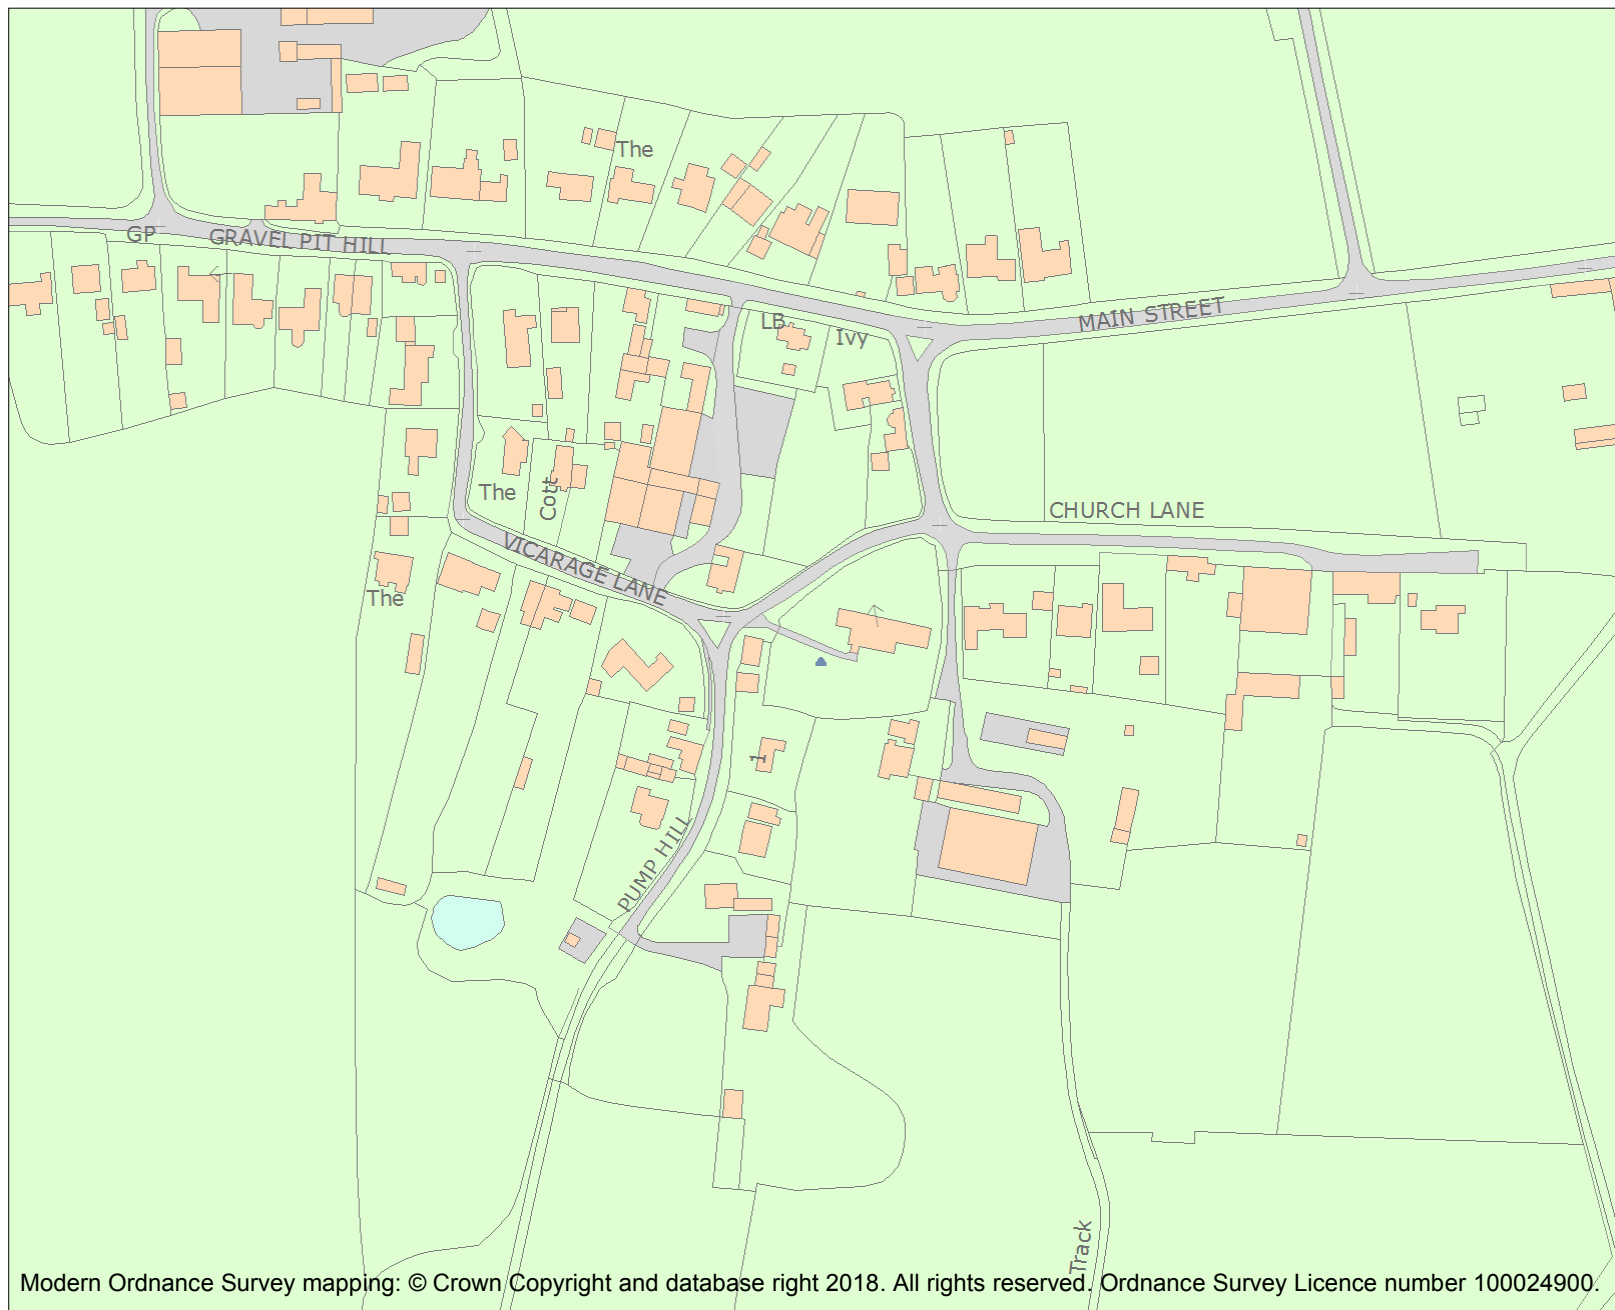 The
GP
GRAVEL PIT HILL
MAIN STREET
LB
Ivy
The
Cott
CHURCH LANE
VICARAGE LANE
The
1
PUMP HILL
Track
Modern Ordnance Survey mapping: © Crown Copyright and database right 2018. All rights reserved. Ordnance Survey Licence number 100024900.